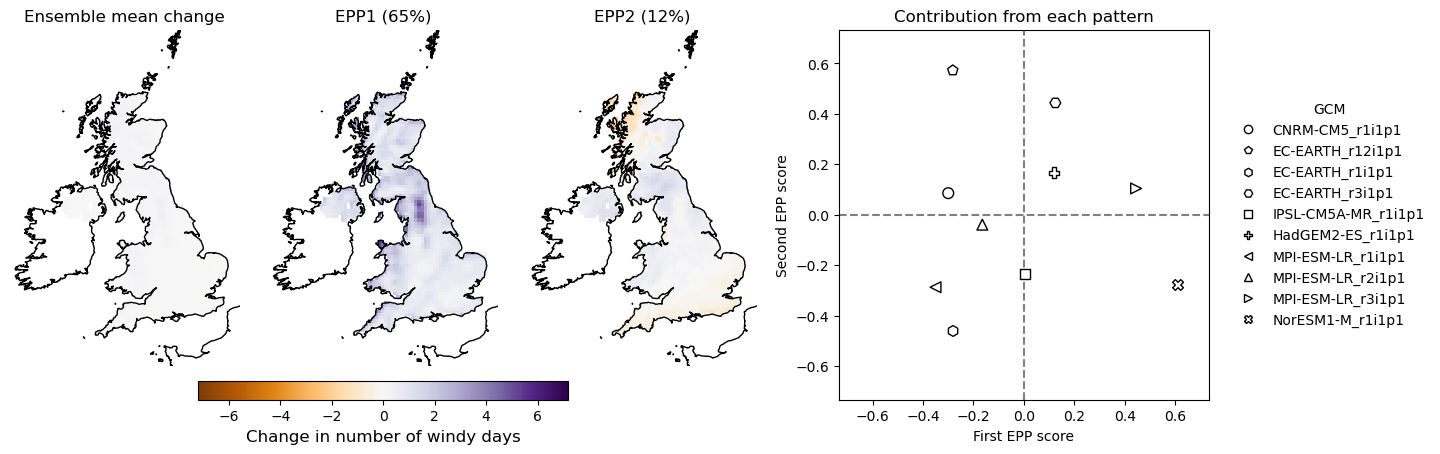 Ensemble mean change
EPP1 (65%)
EPP2 (12%)
−6 −4 −2 0 2 4 6
Change in number of windy days
Contribution from each pattern
Second EPP score
0.6
0.4
0.2
0.0
−0.2
−0.4
−0.6
−0.6 −0.4 −0.2 0.0 0.2 0.4 0.6
First EPP score
GCM
CNRM-CM5_r1i1p1
EC-EARTH_r12i1p1
EC-EARTH_r1i1p1
EC-EARTH_r3i1p1
IPSL-CM5A-MR_r1i1p1
HadGEM2-ES_r1i1p1
MPI-ESM-LR_r1i1p1
MPI-ESM-LR_r2i1p1
MPI-ESM-LR_r3i1p1
NorESM1-M_r1i1p1